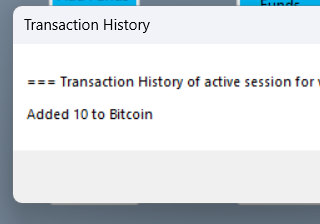 Funds
Transaction History
=== Transaction History of active session for
Added 10 to Bitcoin